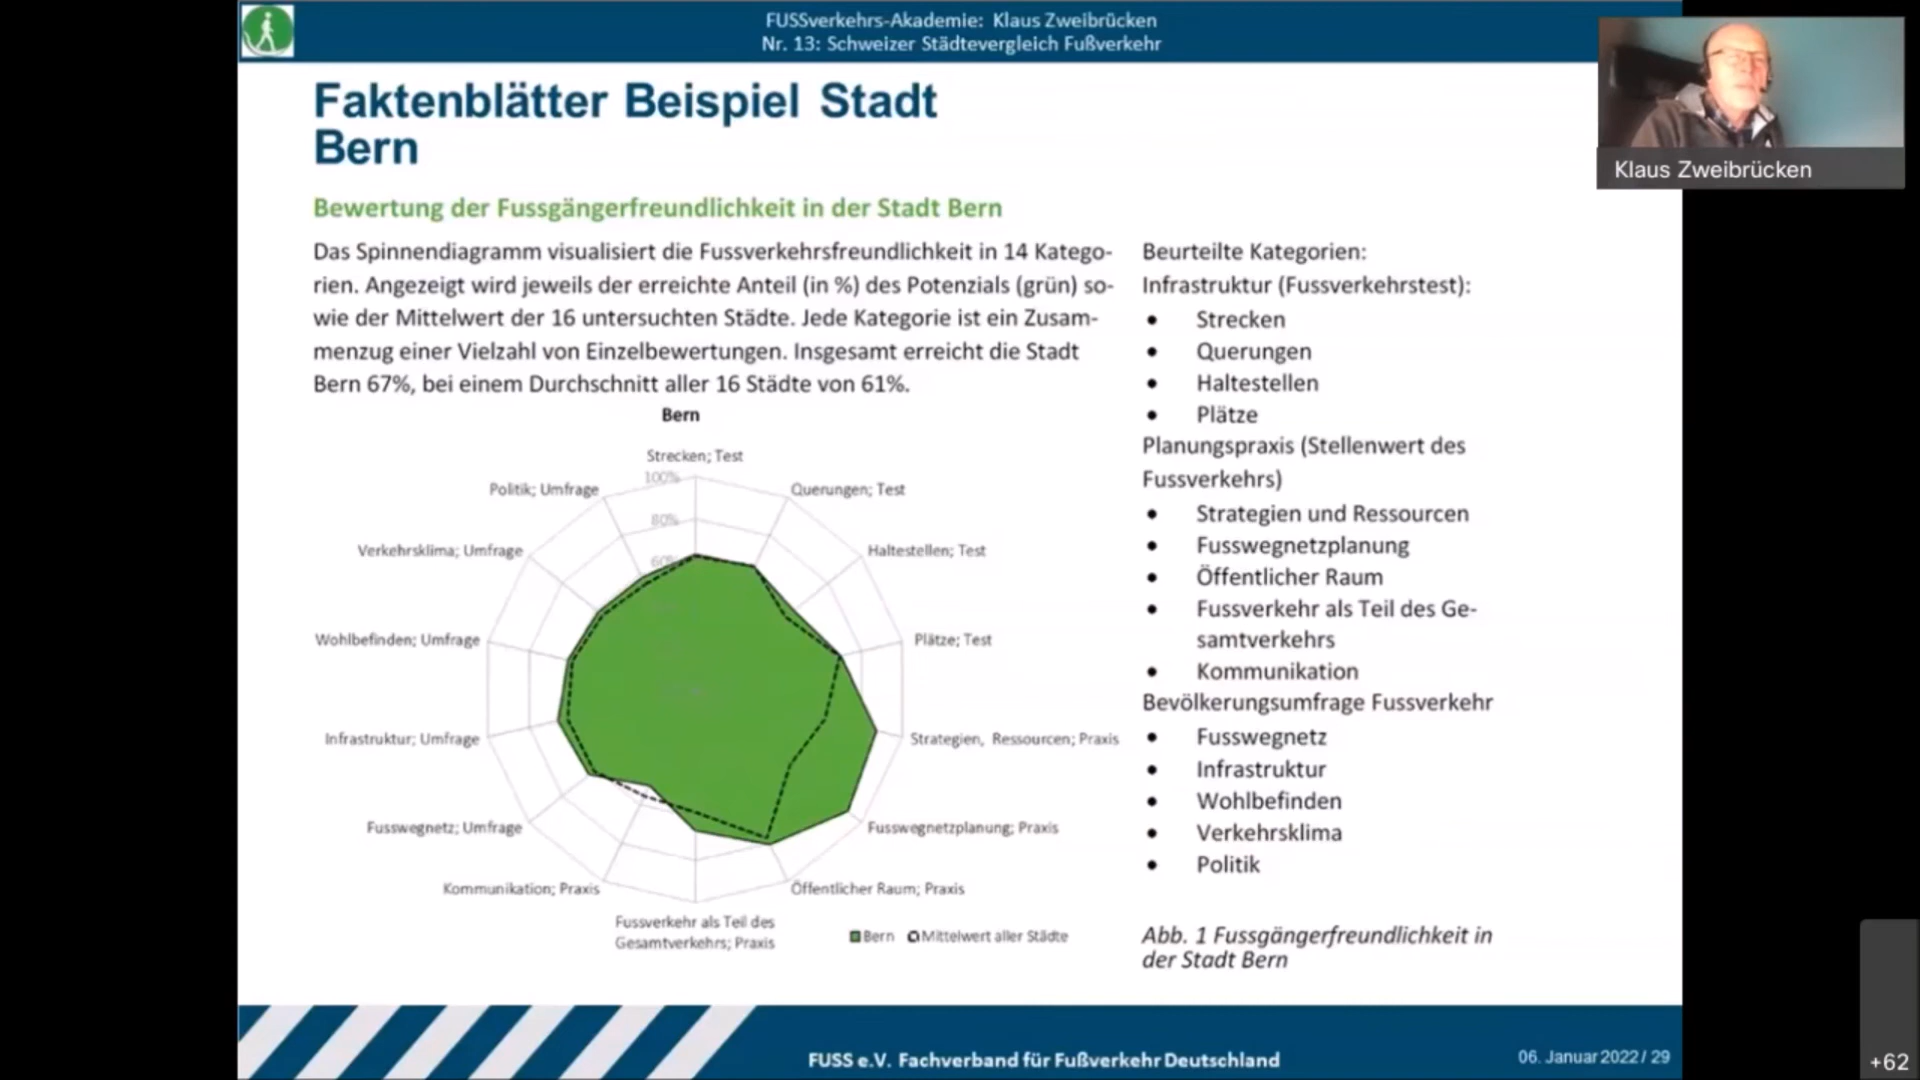 FUSSverkehrs-Akademie: Klaus Zweibrücken
Nr. 13: Schweizer Städtevergleich Fußverkehr
Klaus Zweibrücken
Faktenblätter Beispiel Stadt
Bern
Bewertung der Fussgängerfreundlichkeit in der Stadt Bern
Das Spinnendiagramm visualisiert die Fussverkehrsfreundlichkeit in 14 Katego-
rien. Angezeigt wird jeweils der erreichte Anteil (in %) des Potenzials (grün) so-
wie der Mittelwert der 16 untersuchten Städte. Jede Kategorie ist ein Zusam-
menzug einer Vielzahl von Einzelbewertungen. Insgesamt erreicht die Stadt
Bern 67%, bei einem Durchschnitt aller 16 Städte von 61%.
Bern
Strecken; Test
100%
80%
60%
Querungen; Test
Haltestellen; Test
Plätze; Test
Strategien, Ressourcen; Praxis
Fusswegnetzplanung; Praxis
Öffentlicher Raum; Praxis
Fussverkehr als Teil des
Gesamtverkehrs; Praxis
Kommunikation; Praxis
Fusswegnetz; Umfrage
Infrastruktur; Umfrage
Wohlbefinden; Umfrage
Verkehrsklima; Umfrage
Politik; Umfrage
Bern Mittelwert aller Städte
Beurteilte Kategorien:
Infrastruktur (Fussverkehrstest):
• Strecken
• Querungen
• Haltestellen
• Plätze
Planungspraxis (Stellenwert des
Fussverkehrs)
• Strategien und Ressourcen
• Fusswegnetzplanung
• Öffentlicher Raum
• Fussverkehr als Teil des Ge-
samtverkehrs
• Kommunikation
Bevölkerungsumfrage Fussverkehr
• Fusswegnetz
• Infrastruktur
• Wohlbefinden
• Verkehrsklima
• Politik
Abb. 1 Fussgängerfreundlichkeit in
der Stadt Bern
FUSS e.V. Fachverband für Fußverkehr Deutschland
06. Januar 2022 / 29
+62